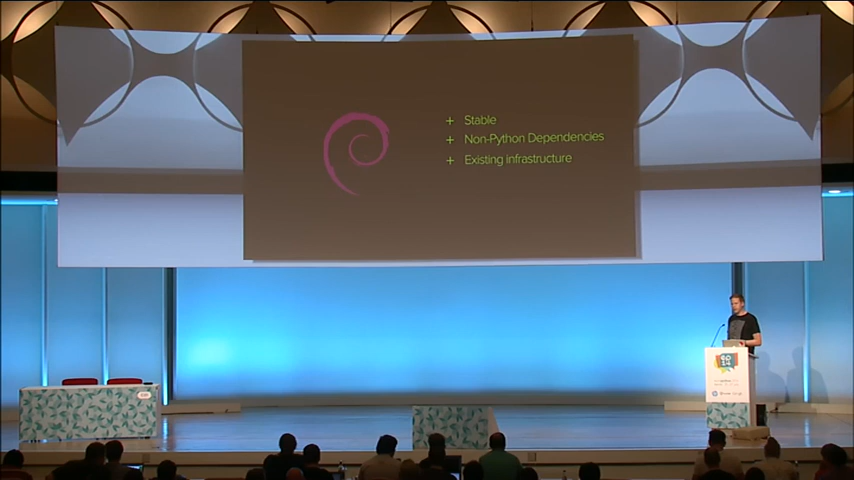 + Stable
+ Non-Python Dependencies
+ Existing infrastructure